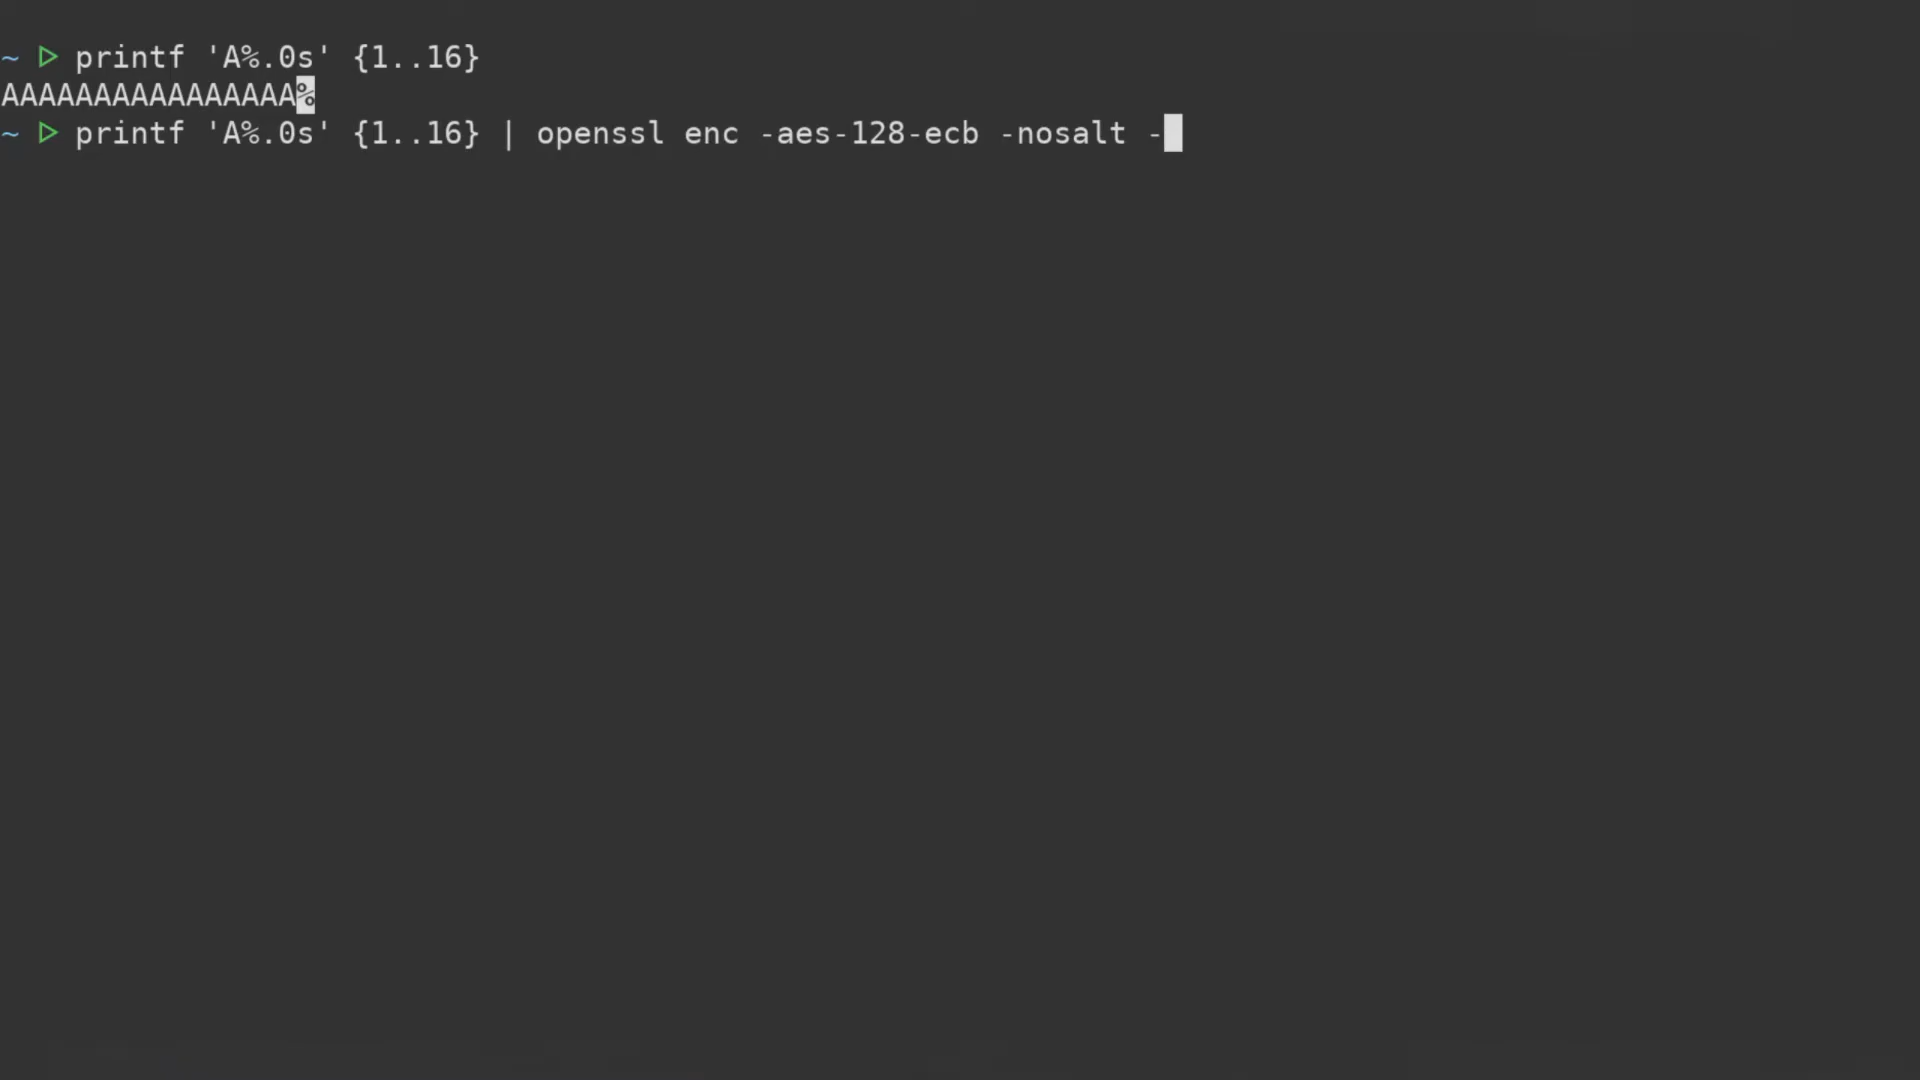 ~ ▷ printf 'A%.0s' {1..16}
AAAAAAAAAAAAAAAA%
~ ▷ printf 'A%.0s' {1..16} | openssl enc -aes-128-ecb -nosalt -